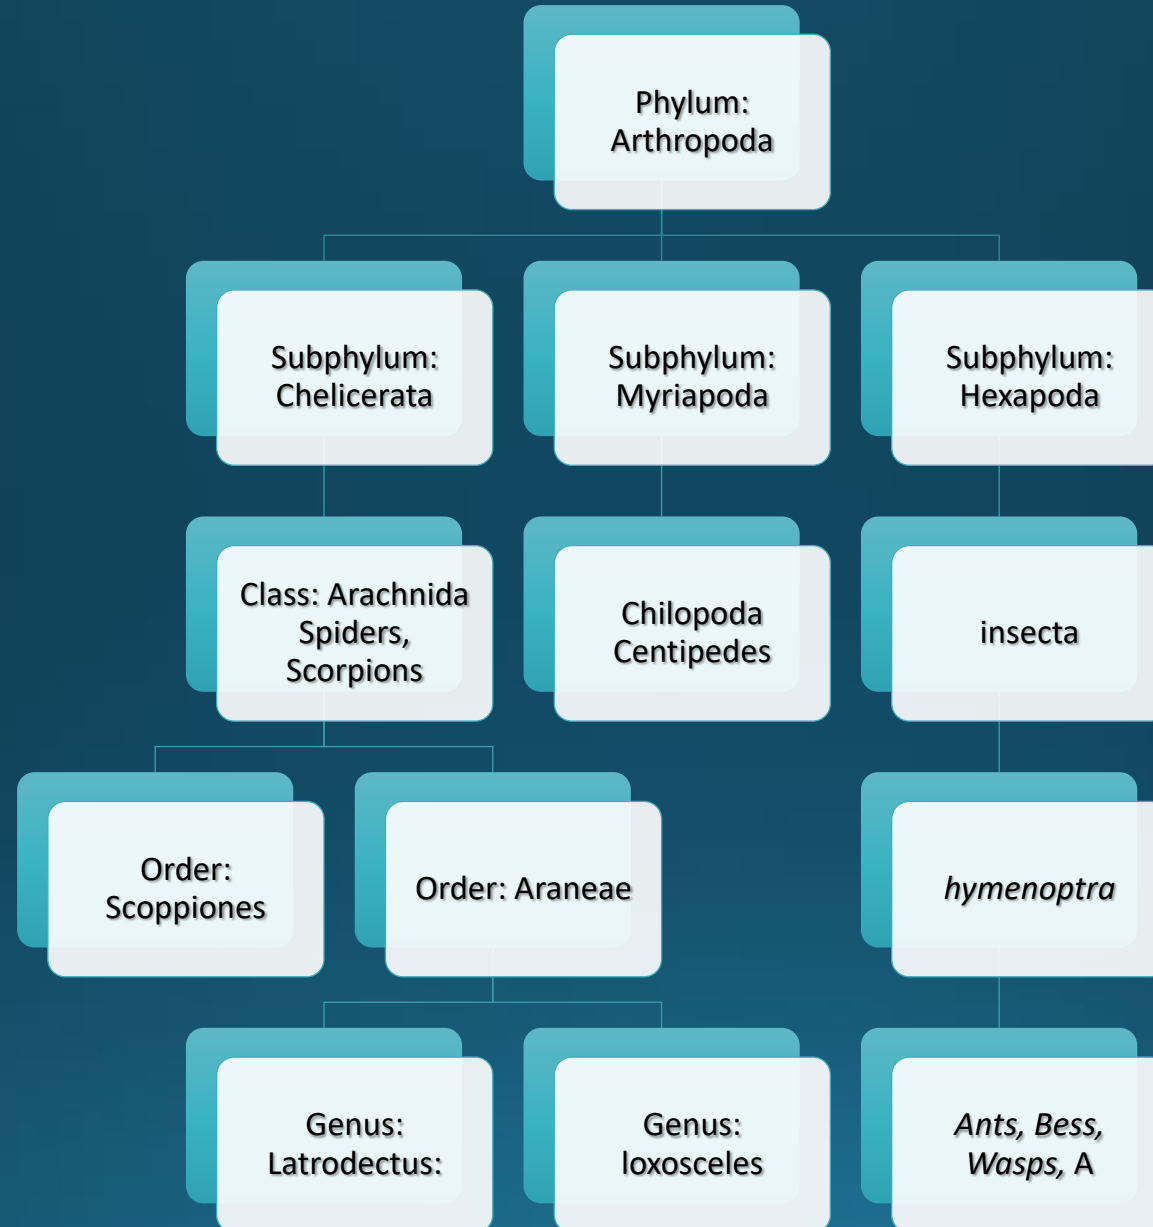 Phylum:
Arthropoda
Subphylum:
Chelicerata
Subphylum:
Myriapoda
Subphylum:
Hexapoda
Class: Arachnida
Spiders,
Scorpions
Chilopoda
Centipedes
insecta
Order:
Scoppiones
Order: Araneae
hymenoptra
Genus:
Latrodectus:
Genus:
loxosceles
Ants, Bess,
Wasps, A